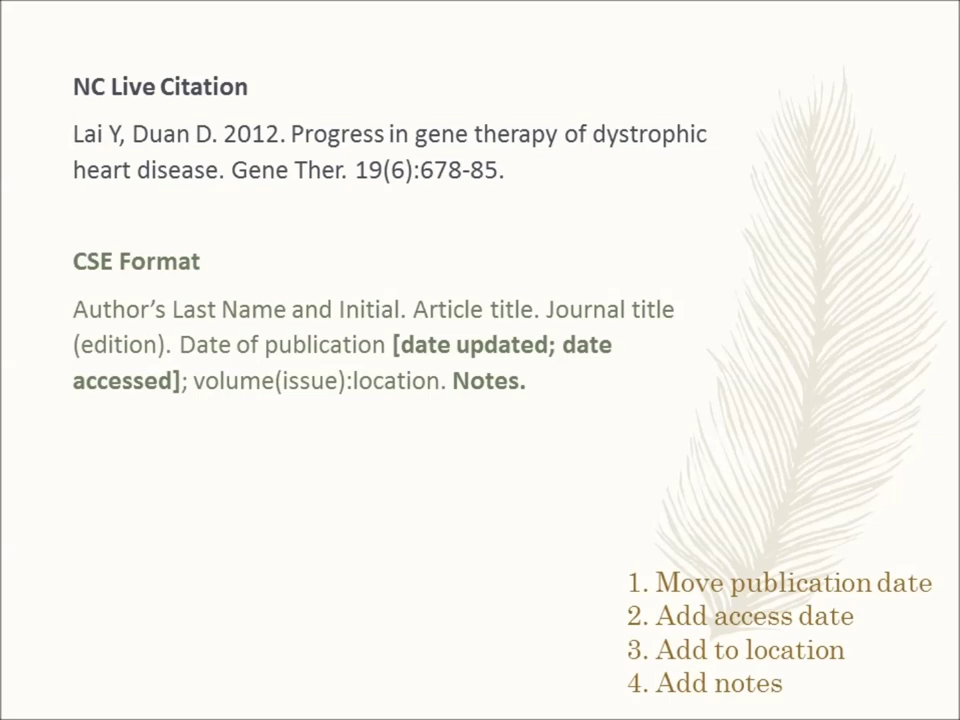 NC Live Citation
Lai Y, Duan D. 2012. Progress in gene therapy of dystrophic
heart disease. Gene Ther. 19(6):678-85.
CSE Format
Author’s Last Name and Initial. Article title. Journal title
(edition). Date of publication [date updated; date
accessed]; volume(issue):location. Notes.
1. Move publication date
2. Add access date
3. Add to location
4. Add notes